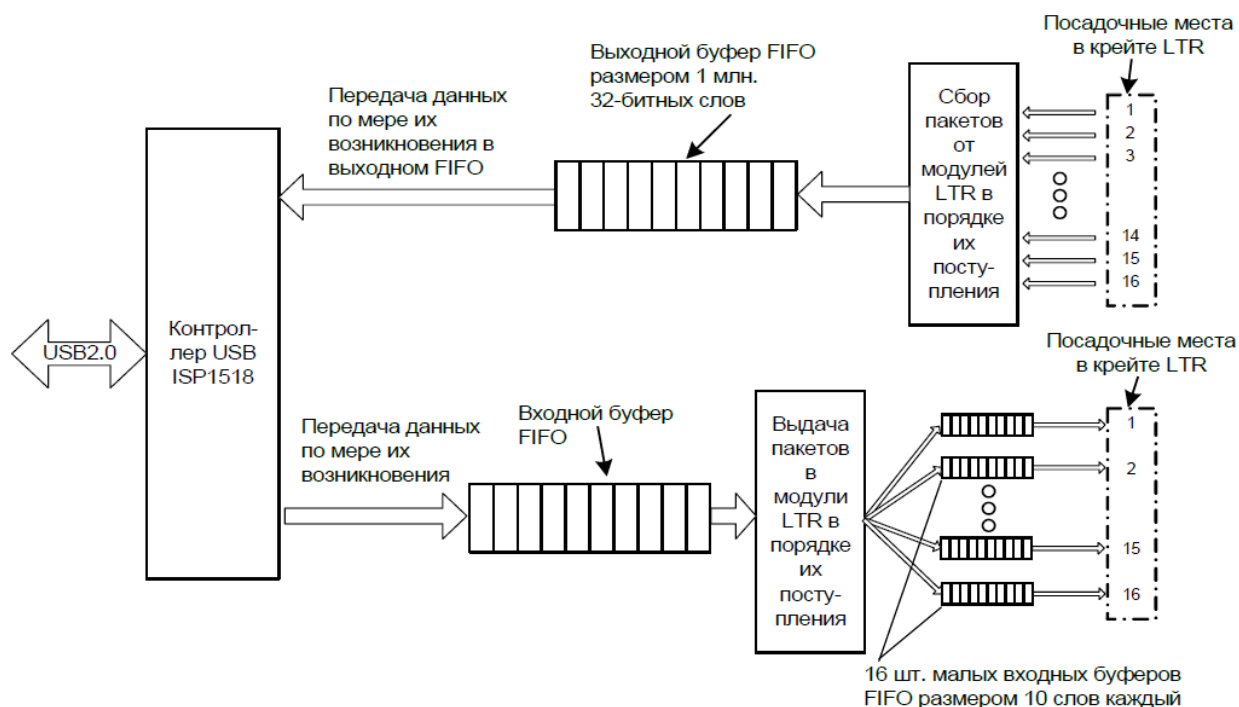 Посадочные места
в крейте LTR
Выходной буфер FIFO
размером 1 млн.
32-битных слов
Передача данных
по мере их
возникновения в
выходном FIFO
Сбор
пакетов
от
модулей
LTR в
порядке
их
посту-
пления
1
2
3
14
15
16
USB2.0
Контрол-
лер USB
ISP1518
Посадочные места
в крейте LTR
Входной буфер
FIFO
Передача данных
по мере их
возникновения
Выдача
пакетов
в
модули
LTR в
порядке
их
посту-
пления
1
2
15
16
16 шт. малых входных буферов
FIFO размером 10 слов каждый